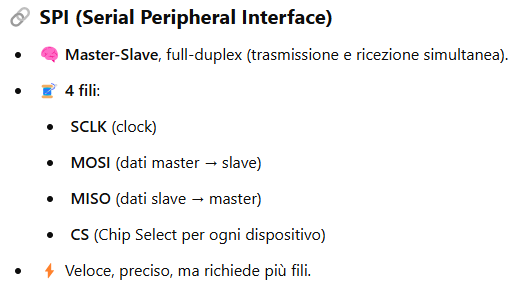 🔗 SPI (Serial Peripheral Interface)
• 🧠 Master-Slave, full-duplex (trasmissione e ricezione simultanea).
• 🧵 4 fili:
• SCLK (clock)
• MOSI (dati master → slave)
• MISO (dati slave → master)
• CS (Chip Select per ogni dispositivo)
• ⚡ Veloce, preciso, ma richiede più fili.